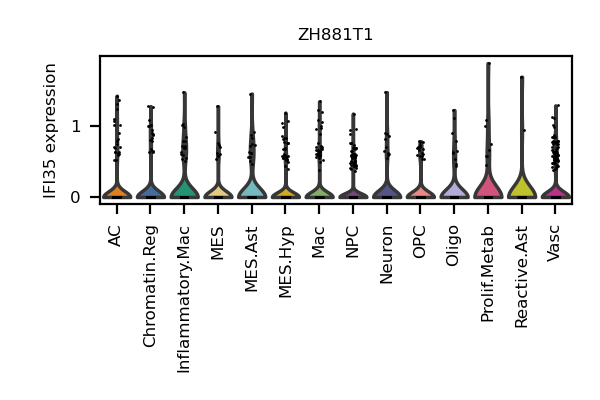 ZH881T1
IFI35 expression
1
0
AC
Chromatin.Reg
Inflammatory.Mac
MES
MES.Ast
MES.Hyp
Mac
NPC
Neuron
OPC
Oligo
Prolif.Metab
Reactive.Ast
Vasc